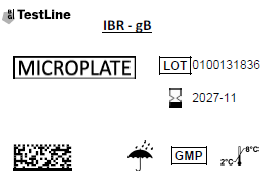 TestLine
IBR - gB
MICROPLATE
LOT 0100131836
2027-11
GMP
2°C 8°C